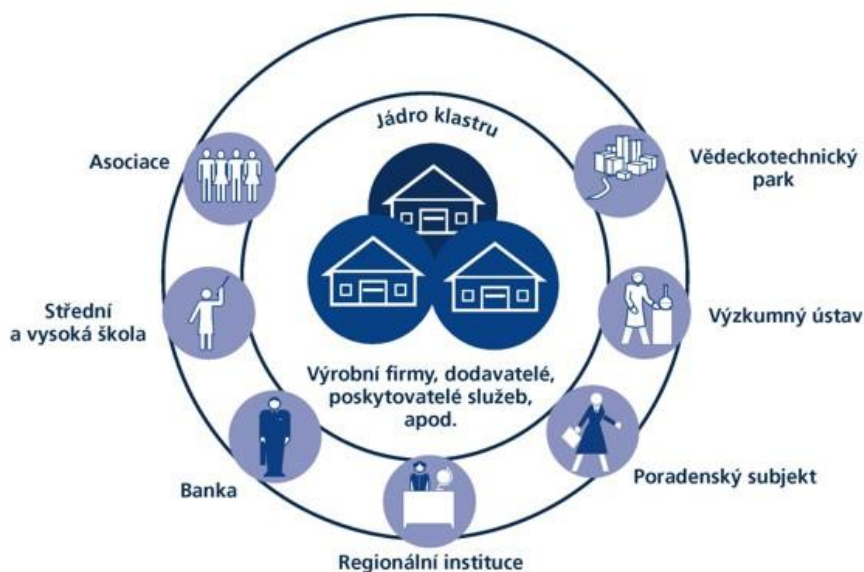 Jádro klastru
Asociace
Vědeckotechnický
park
Střední
a vysoká škola
Výzkumný ústav
Výrobní firmy, dodavatelé,
poskytovatelé služeb,
apod.
Banka
Poradenský subjekt
Regionální instituce